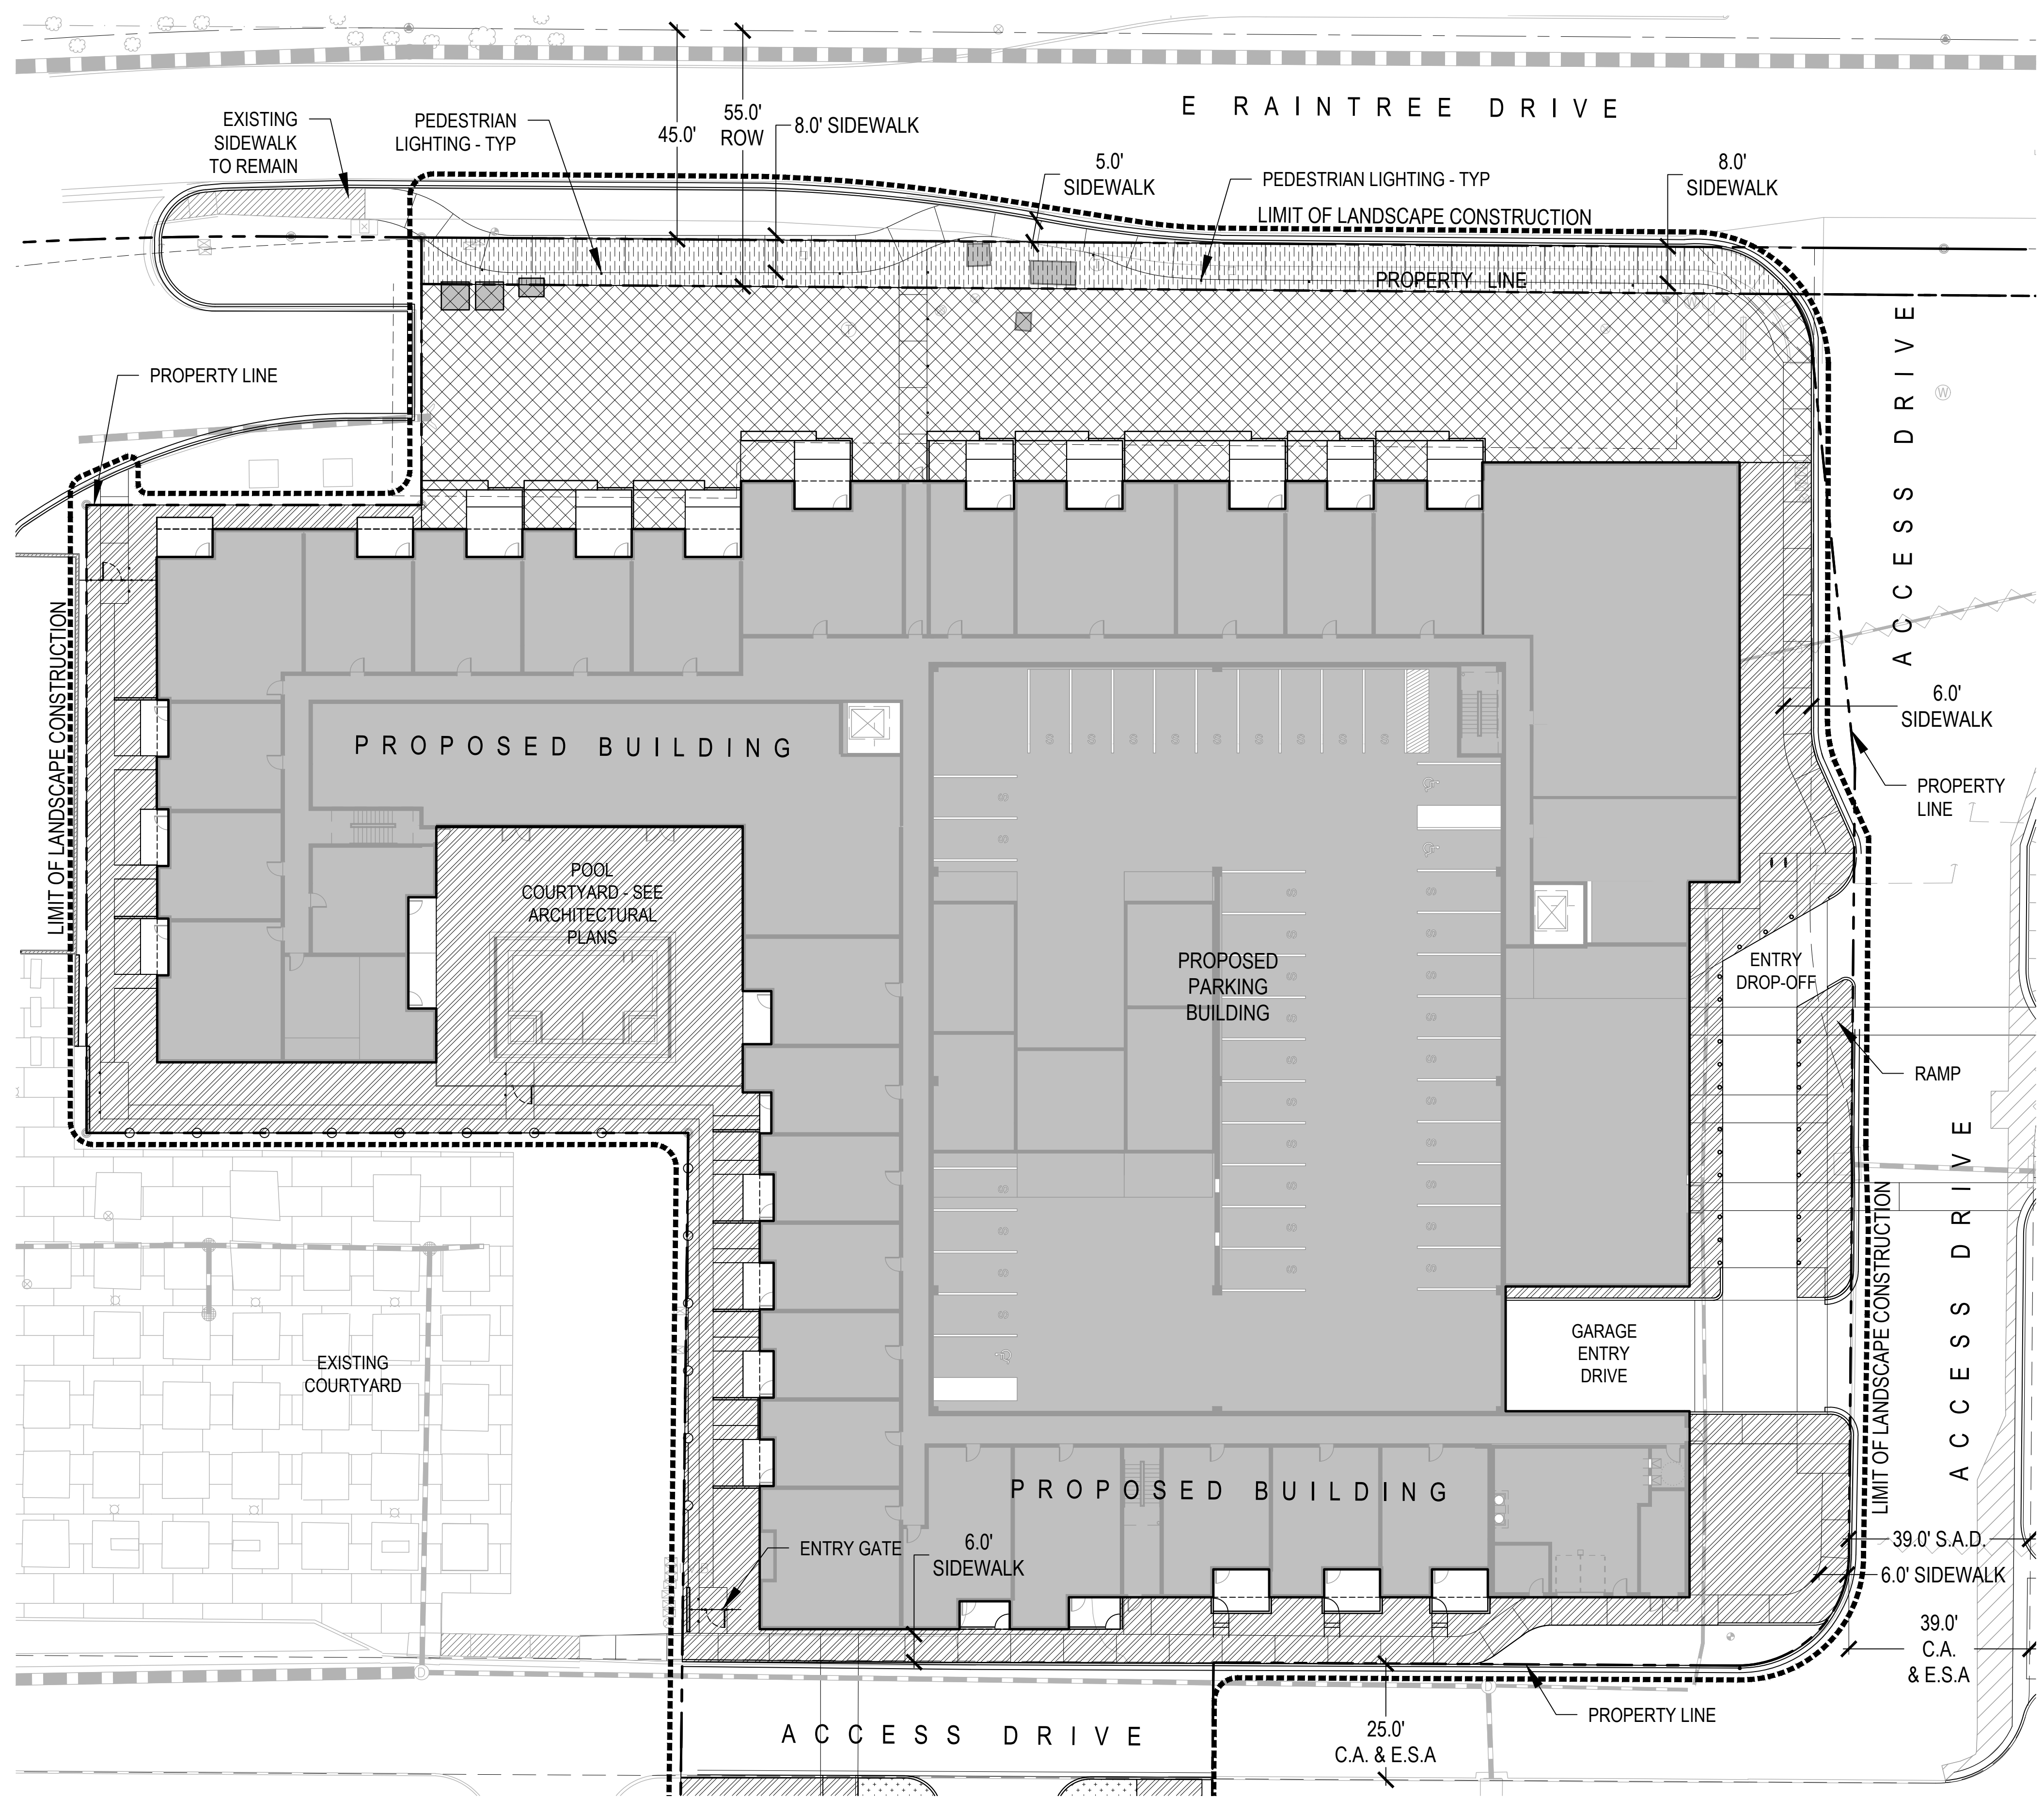 E RAINTREE DRIVE
EXISTING
SIDEWALK
TO REMAIN
PEDESTRIAN
LIGHTING - TYP
45.0'
55.0'
ROW
8.0' SIDEWALK
5.0'
SIDEWALK
PEDESTRIAN LIGHTING - TYP
LIMIT OF LANDSCAPE CONSTRUCTION
8.0'
SIDEWALK
PROPERTY LINE
PROPERTY LINE
ACCESS DRIVE
LIMIT OF LANDSCAPE CONSTRUCTION
6.0'
SIDEWALK
PROPERTY
LINE
PROPOSED BUILDING
POOL
COURTYARD - SEE
ARCHITECTURAL
PLANS
PROPOSED
PARKING
BUILDING
ENTRY
DROP-OFF
RAMP
ACCESS DRIVE
LIMIT OF LANDSCAPE CONSTRUCTION
GARAGE
ENTRY
DRIVE
EXISTING
COURTYARD
PROPOSED BUILDING
ENTRY GATE
6.0'
SIDEWALK
39.0' S.A.D.
6.0' SIDEWALK
39.0'
C.A.
& E.S.A
PROPERTY LINE
ACCESS DRIVE
25.0'
C.A. & E.S.A